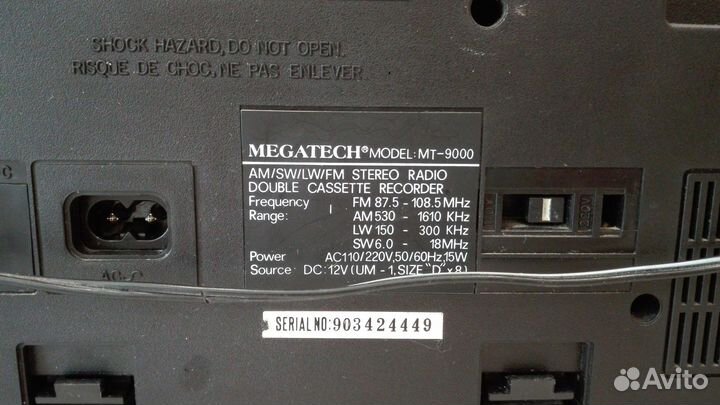 SHOCK HAZARD, DO NOT OPEN.
RISQUE DE CHOC, NE PAS ENLEVER
MEGATECH® MODEL: MT-9000
AM/SW/LW/FM STEREO RADIO
DOUBLE CASSETTE RECORDER
Frequency FM 87.5 - 108.5 MHz
Range: AM 530 - 1610 KHz
LW 150 - 300 KHz
SW 6.0 - 18 MHz
Power AC110/220V, 50/60Hz, 15W
Source : DC: 12V (UM - 1, SIZE "D" x 8)
C
AC~
220V
SERIAL NO: 903424449
Avito